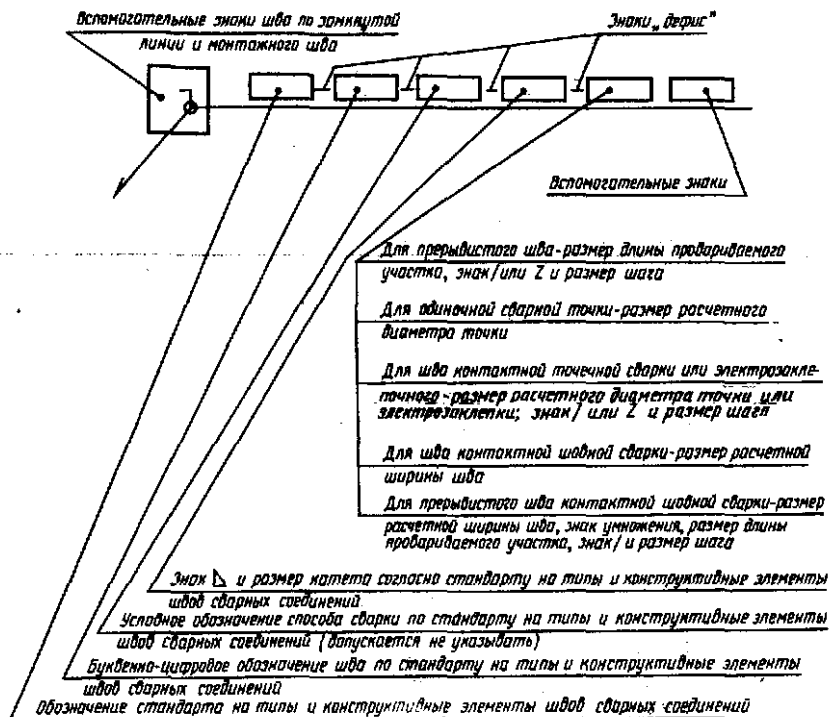 Вспомогательные знаки шва по замкнутой
линии и монтажного шва
Знаки „дефис"
Вспомогательные знаки
Для прерывистого шва-размер длины провариваемого
участка, знак/или Z и размер шага
Для одиночной сварной точки-размер расчетного
диаметра точки
Для шва контактной точечной сварки или электрозакле-
почного-размер расчетного диаметра точки или
электрозаклепки; знак/ или Z и размер шага
Для шва контактной шовной сварки-размер расчетной
ширины шва
Для прерывистого шва контактной шовной сварки-размер
расчетной ширины шва, знак умножения, размер длины
провариваемого участка, знак/ и размер шага
Знак ◺ и размер катета согласно стандарту на типы и конструктивные элементы
швов сварных соединений
Условное обозначение способа сварки по стандарту на типы и конструктивные элементы
швов сварных соединений (допускается не указывать)
Буквенно-цифровое обозначение шва по стандарту на типы и конструктивные элементы
швов сварных соединений
Обозначение стандарта на типы и конструктивные элементы швов сварных соединений